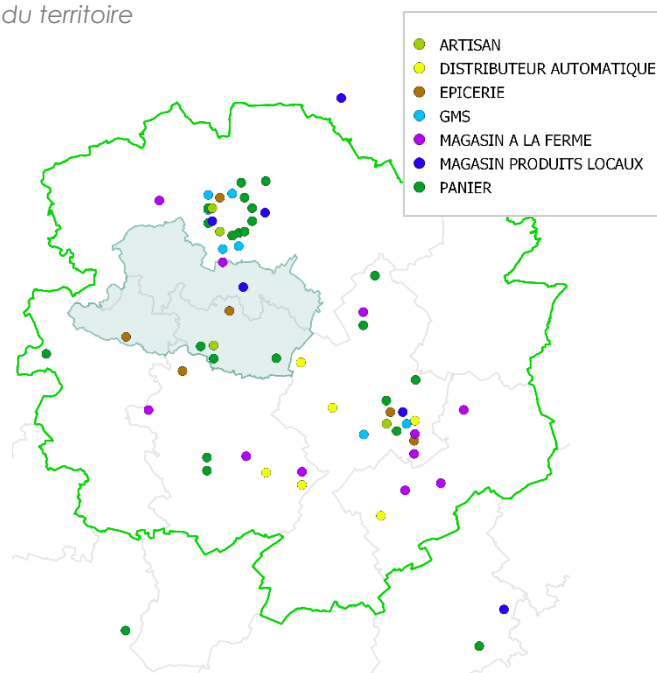 du territoire
ARTISAN
DISTRIBUTEUR AUTOMATIQUE
EPICERIE
GMS
MAGASIN A LA FERME
MAGASIN PRODUITS LOCAUX
PANIER